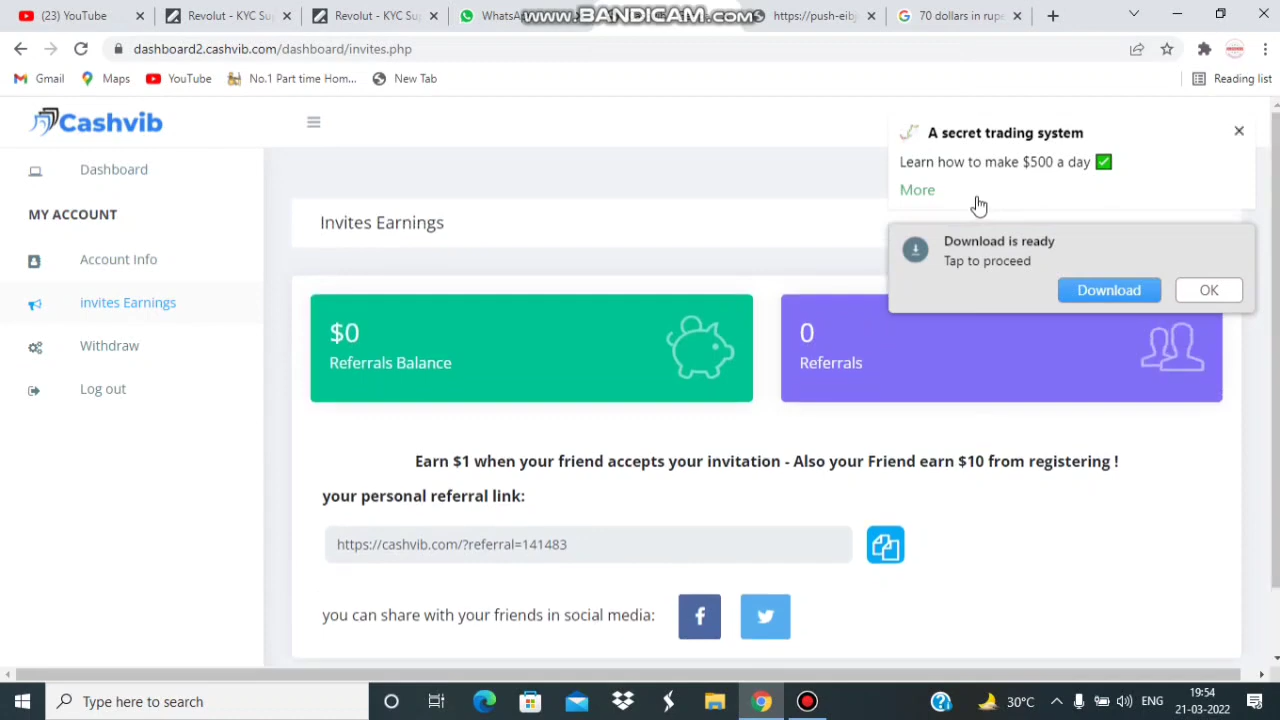 (23) YouTube
Revolut - KYC Su
Revolut - KYC Su
WhatsA
www.BANDICAM.com
https://push-eibj
70 dollars in rupe
dashboard2.cashvib.com/dashboard/invites.php
Gmail
Maps
YouTube
No.1 Part time Hom...
New Tab
Reading list
Cashvib
A secret trading system
Learn how to make $500 a day
More
Dashboard
MY ACCOUNT
Account Info
invites Earnings
Withdraw
Log out
Invites Earnings
Download is ready
Tap to proceed
Download
OK
$0
Referrals Balance
0
Referrals
Earn $1 when your friend accepts your invitation - Also your Friend earn $10 from registering !
your personal referral link:
https://cashvib.com/?referral=141483
you can share with your friends in social media:
Type here to search
30°C
ENG
19:54
21-03-2022